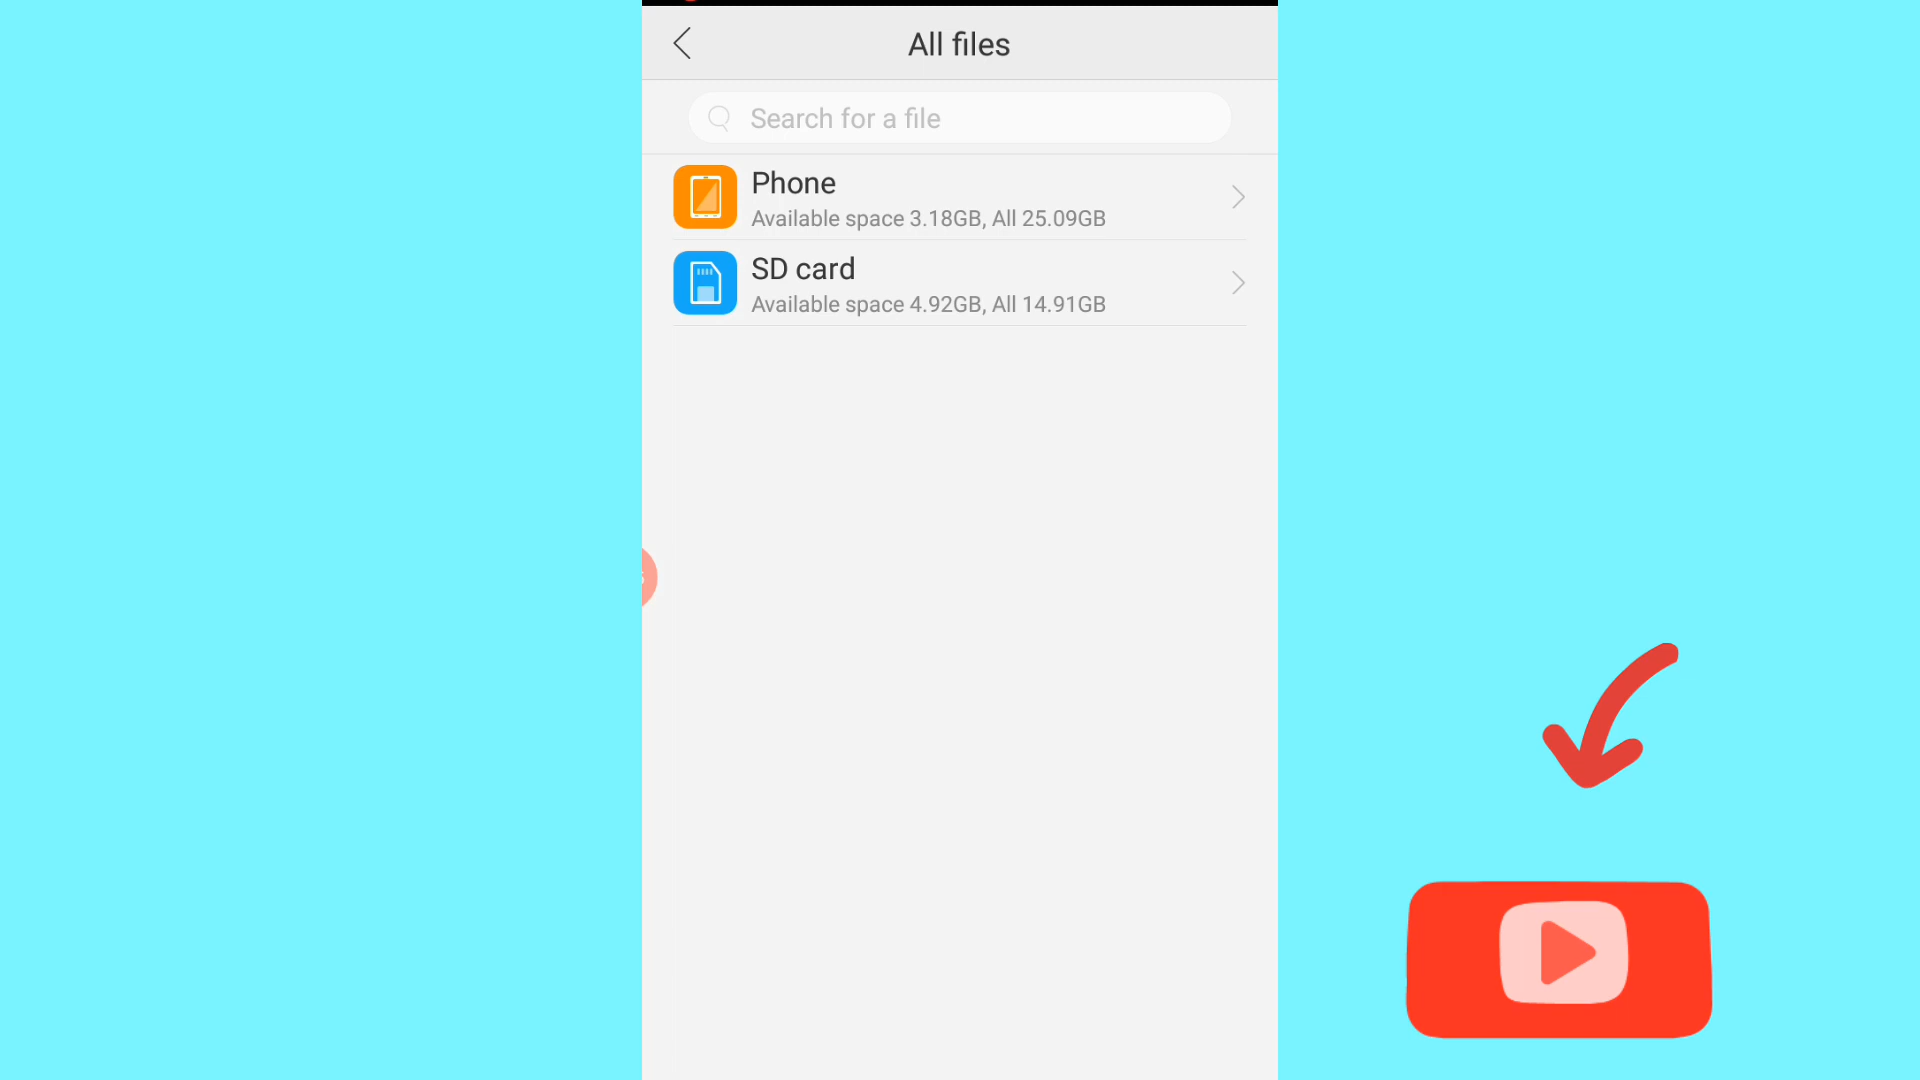 All files
Search for a file
Phone
Available space 3.18GB, All 25.09GB
SD card
Available space 4.92GB, All 14.91GB